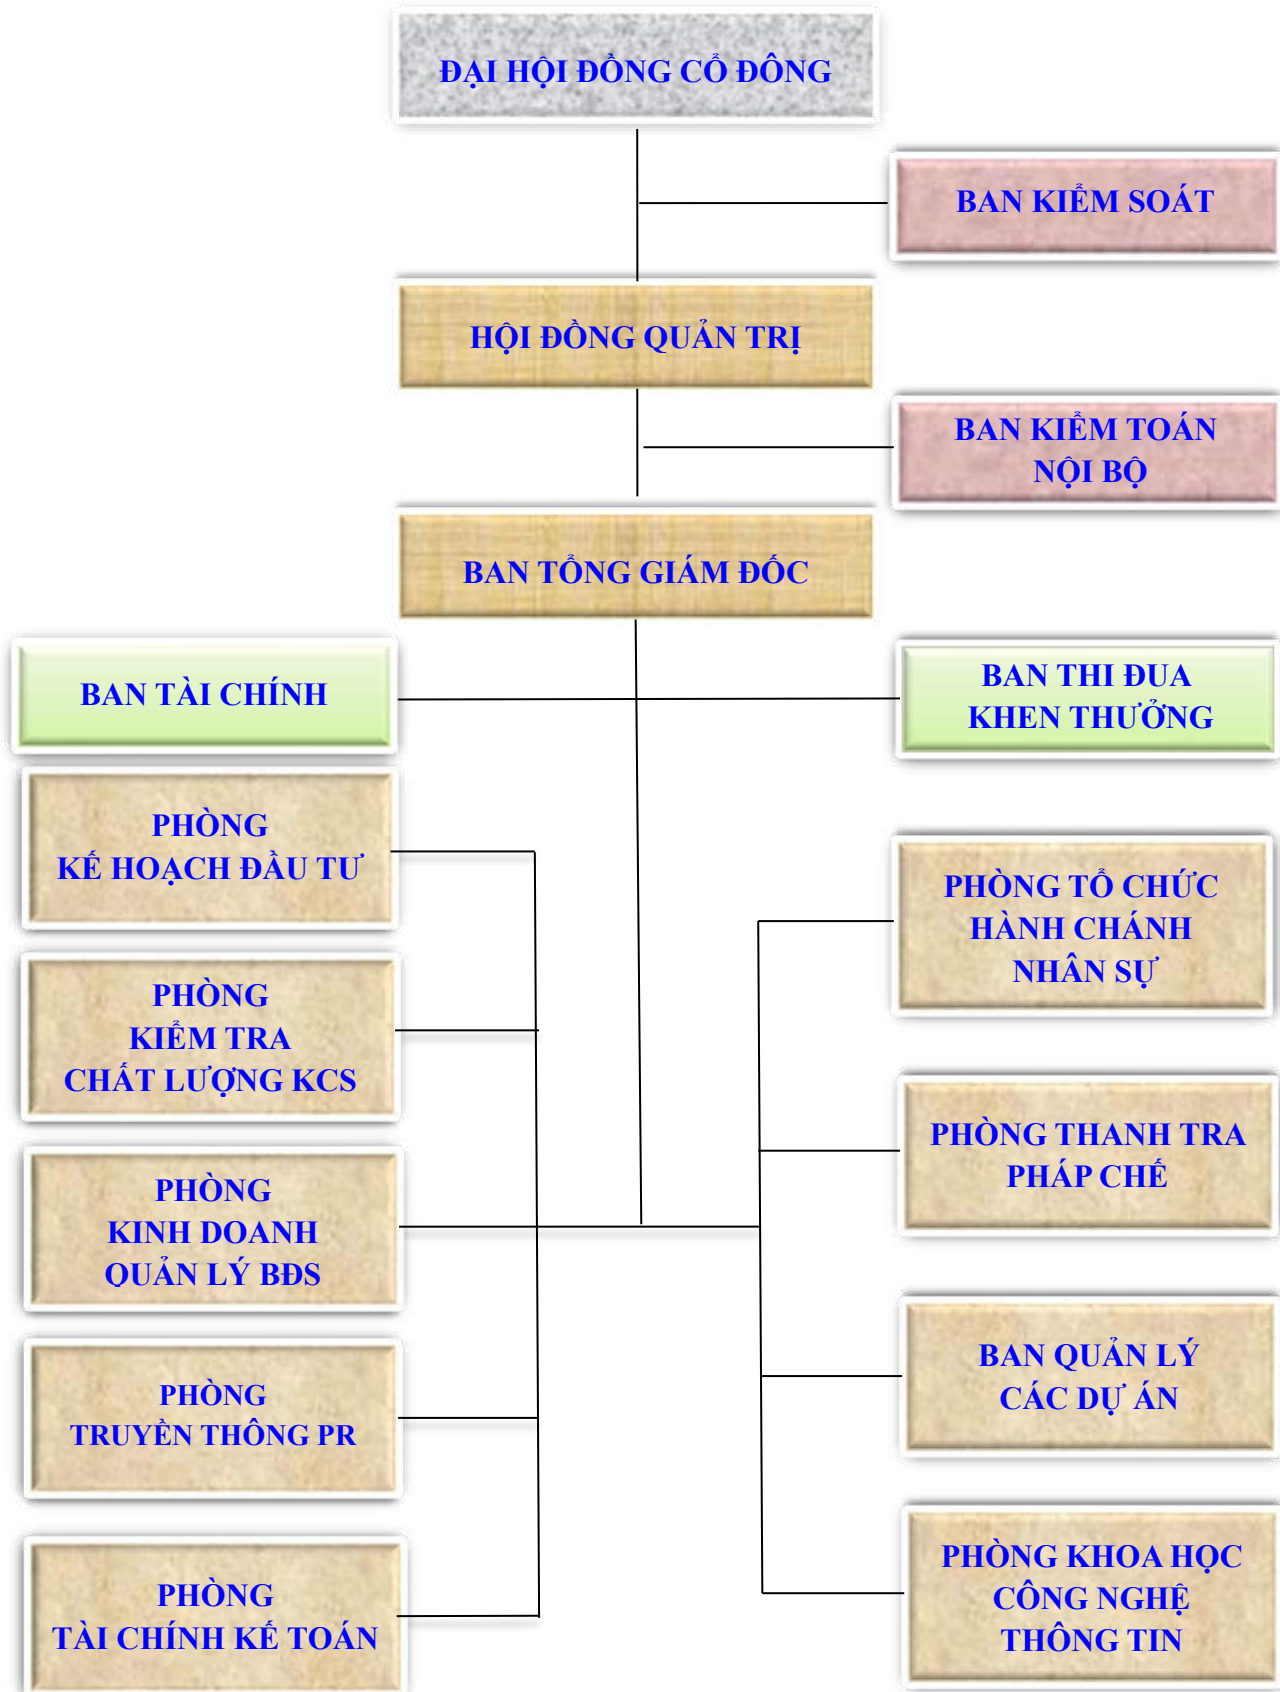 ĐẠI HỘI ĐỒNG CỔ ĐÔNG
BAN KIỂM SOÁT
HỘI ĐỒNG QUẢN TRỊ
BAN KIỂM TOÁN
NỘI BỘ
BAN TỔNG GIÁM ĐỐC
BAN TÀI CHÍNH
BAN THI ĐUA
KHEN THƯỞNG
PHÒNG
KẾ HOẠCH ĐẦU TƯ
PHÒNG TỔ CHỨC
HÀNH CHÁNH
NHÂN SỰ
PHÒNG
KIỂM TRA
CHẤT LƯỢNG KCS
PHÒNG THANH TRA
PHÁP CHẾ
PHÒNG
KINH DOANH
QUẢN LÝ BĐS
BAN QUẢN LÝ
CÁC DỰ ÁN
PHÒNG
TRUYỀN THÔNG PR
PHÒNG KHOA HỌC
CÔNG NGHỆ
THÔNG TIN
PHÒNG
TÀI CHÍNH KẾ TOÁN